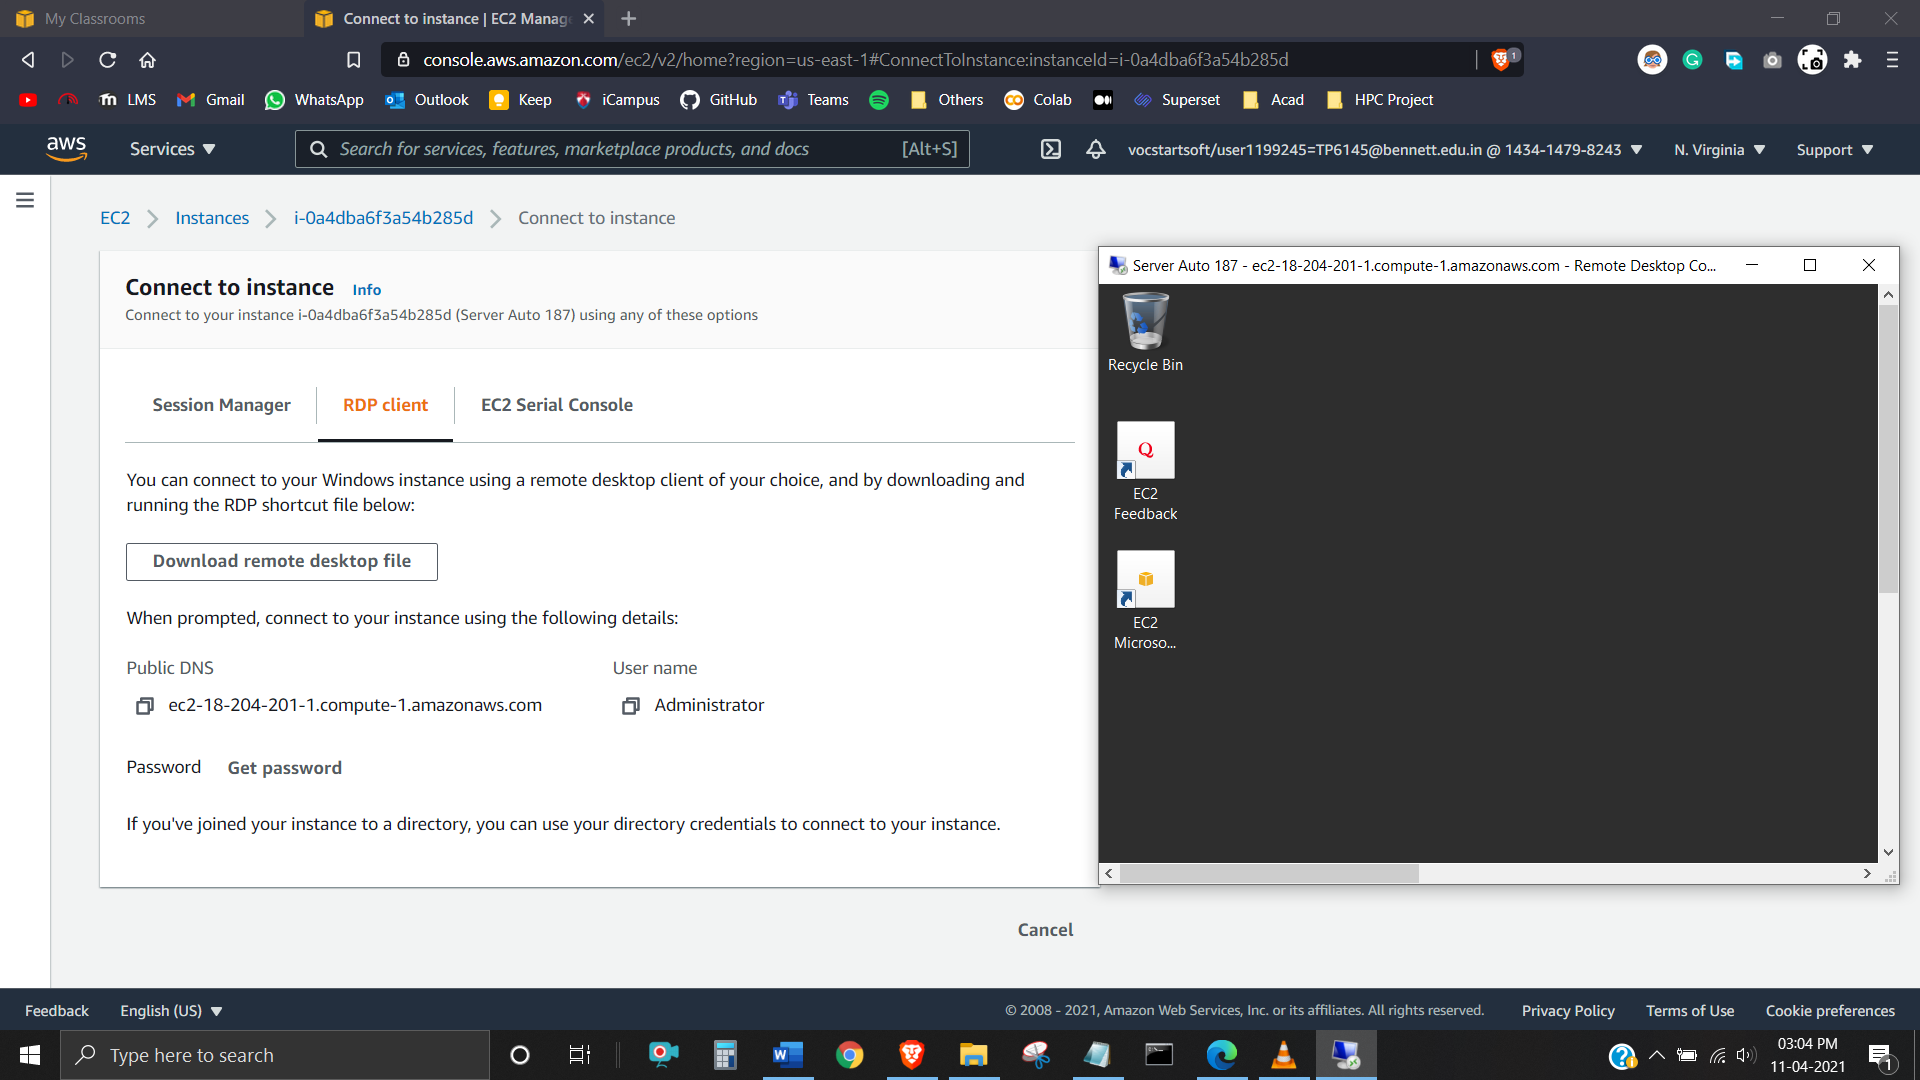 My Classrooms
Connect to instance | EC2 Manag
console.aws.amazon.com/ec2/v2/home?region=us-east-1#ConnectToInstance:instanceId=i-0a4dba6f3a54b285d
1
LMS
Gmail
WhatsApp
Outlook
Keep
iCampus
GitHub
Teams
Others
Colab
Superset
Acad
HPC Project
aws
Services
Search for services, features, marketplace products, and docs
[Alt+S]
vocstartsoft/user1199245=TP6145@bennett.edu.in @ 1434-1479-8243
N. Virginia
Support
EC2
Instances
i-0a4dba6f3a54b285d
Connect to instance
Connect to instance Info
Connect to your instance i-0a4dba6f3a54b285d (Server Auto 187) using any of these options
Session Manager
RDP client
EC2 Serial Console
You can connect to your Windows instance using a remote desktop client of your choice, and by downloading and
running the RDP shortcut file below:
Download remote desktop file
When prompted, connect to your instance using the following details:
Public DNS
User name
ec2-18-204-201-1.compute-1.amazonaws.com
Administrator
Password
Get password
If you've joined your instance to a directory, you can use your directory credentials to connect to your instance.
Cancel
Server Auto 187 - ec2-18-204-201-1.compute-1.amazonaws.com - Remote Desktop Co...
Recycle Bin
Q
EC2
Feedback
EC2
Microso...
Feedback
English (US)
© 2008 - 2021, Amazon Web Services, Inc. or its affiliates. All rights reserved.
Privacy Policy
Terms of Use
Cookie preferences
Type here to search
03:04 PM
11-04-2021
1